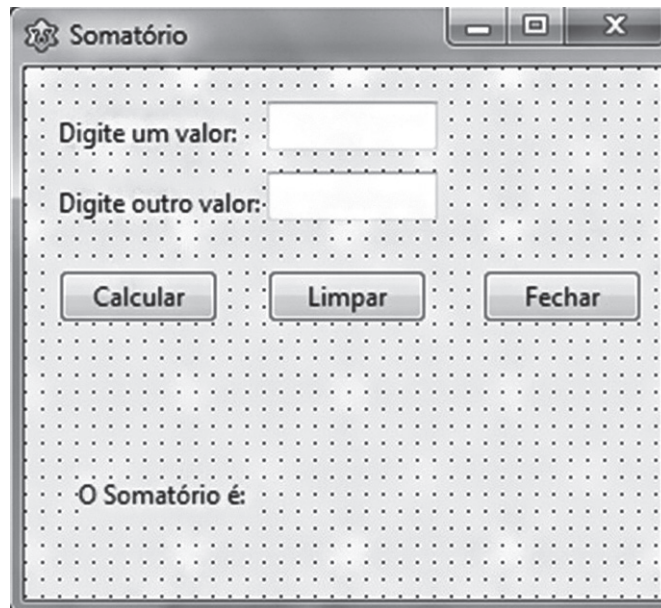 Somatório
Digite um valor:
Digite outro valor:
Calcular Limpar Fechar
O Somatório é: